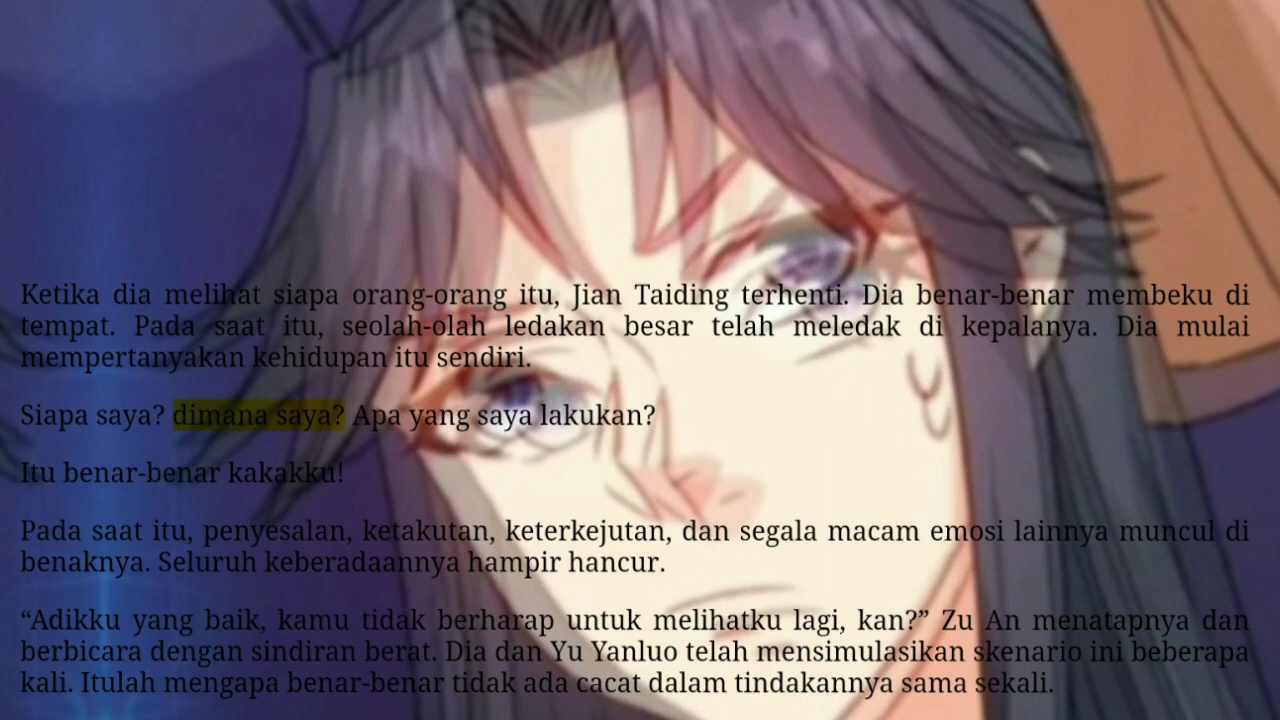 Ketika dia melihat siapa orang-orang itu, Jian Taiding terhenti. Dia benar-benar membeku di
tempat. Pada saat itu, seolah-olah ledakan besar telah meledak di kepalanya. Dia mulai
mempertanyakan kehidupan itu sendiri.
Siapa saya? dimana saya? Apa yang saya lakukan?
Itu benar-benar kakakku!
Pada saat itu, penyesalan, ketakutan, keterkejutan, dan segala macam emosi lainnya muncul di
benaknya. Seluruh keberadaannya hampir hancur.
“Adikku yang baik, kamu tidak berharap untuk melihatku lagi, kan?” Zu An menatapnya dan
berbicara dengan sindiran berat. Dia dan Yu Yanluo telah mensimulasikan skenario ini beberapa
kali. Itulah mengapa benar-benar tidak ada cacat dalam tindakannya sama sekali.